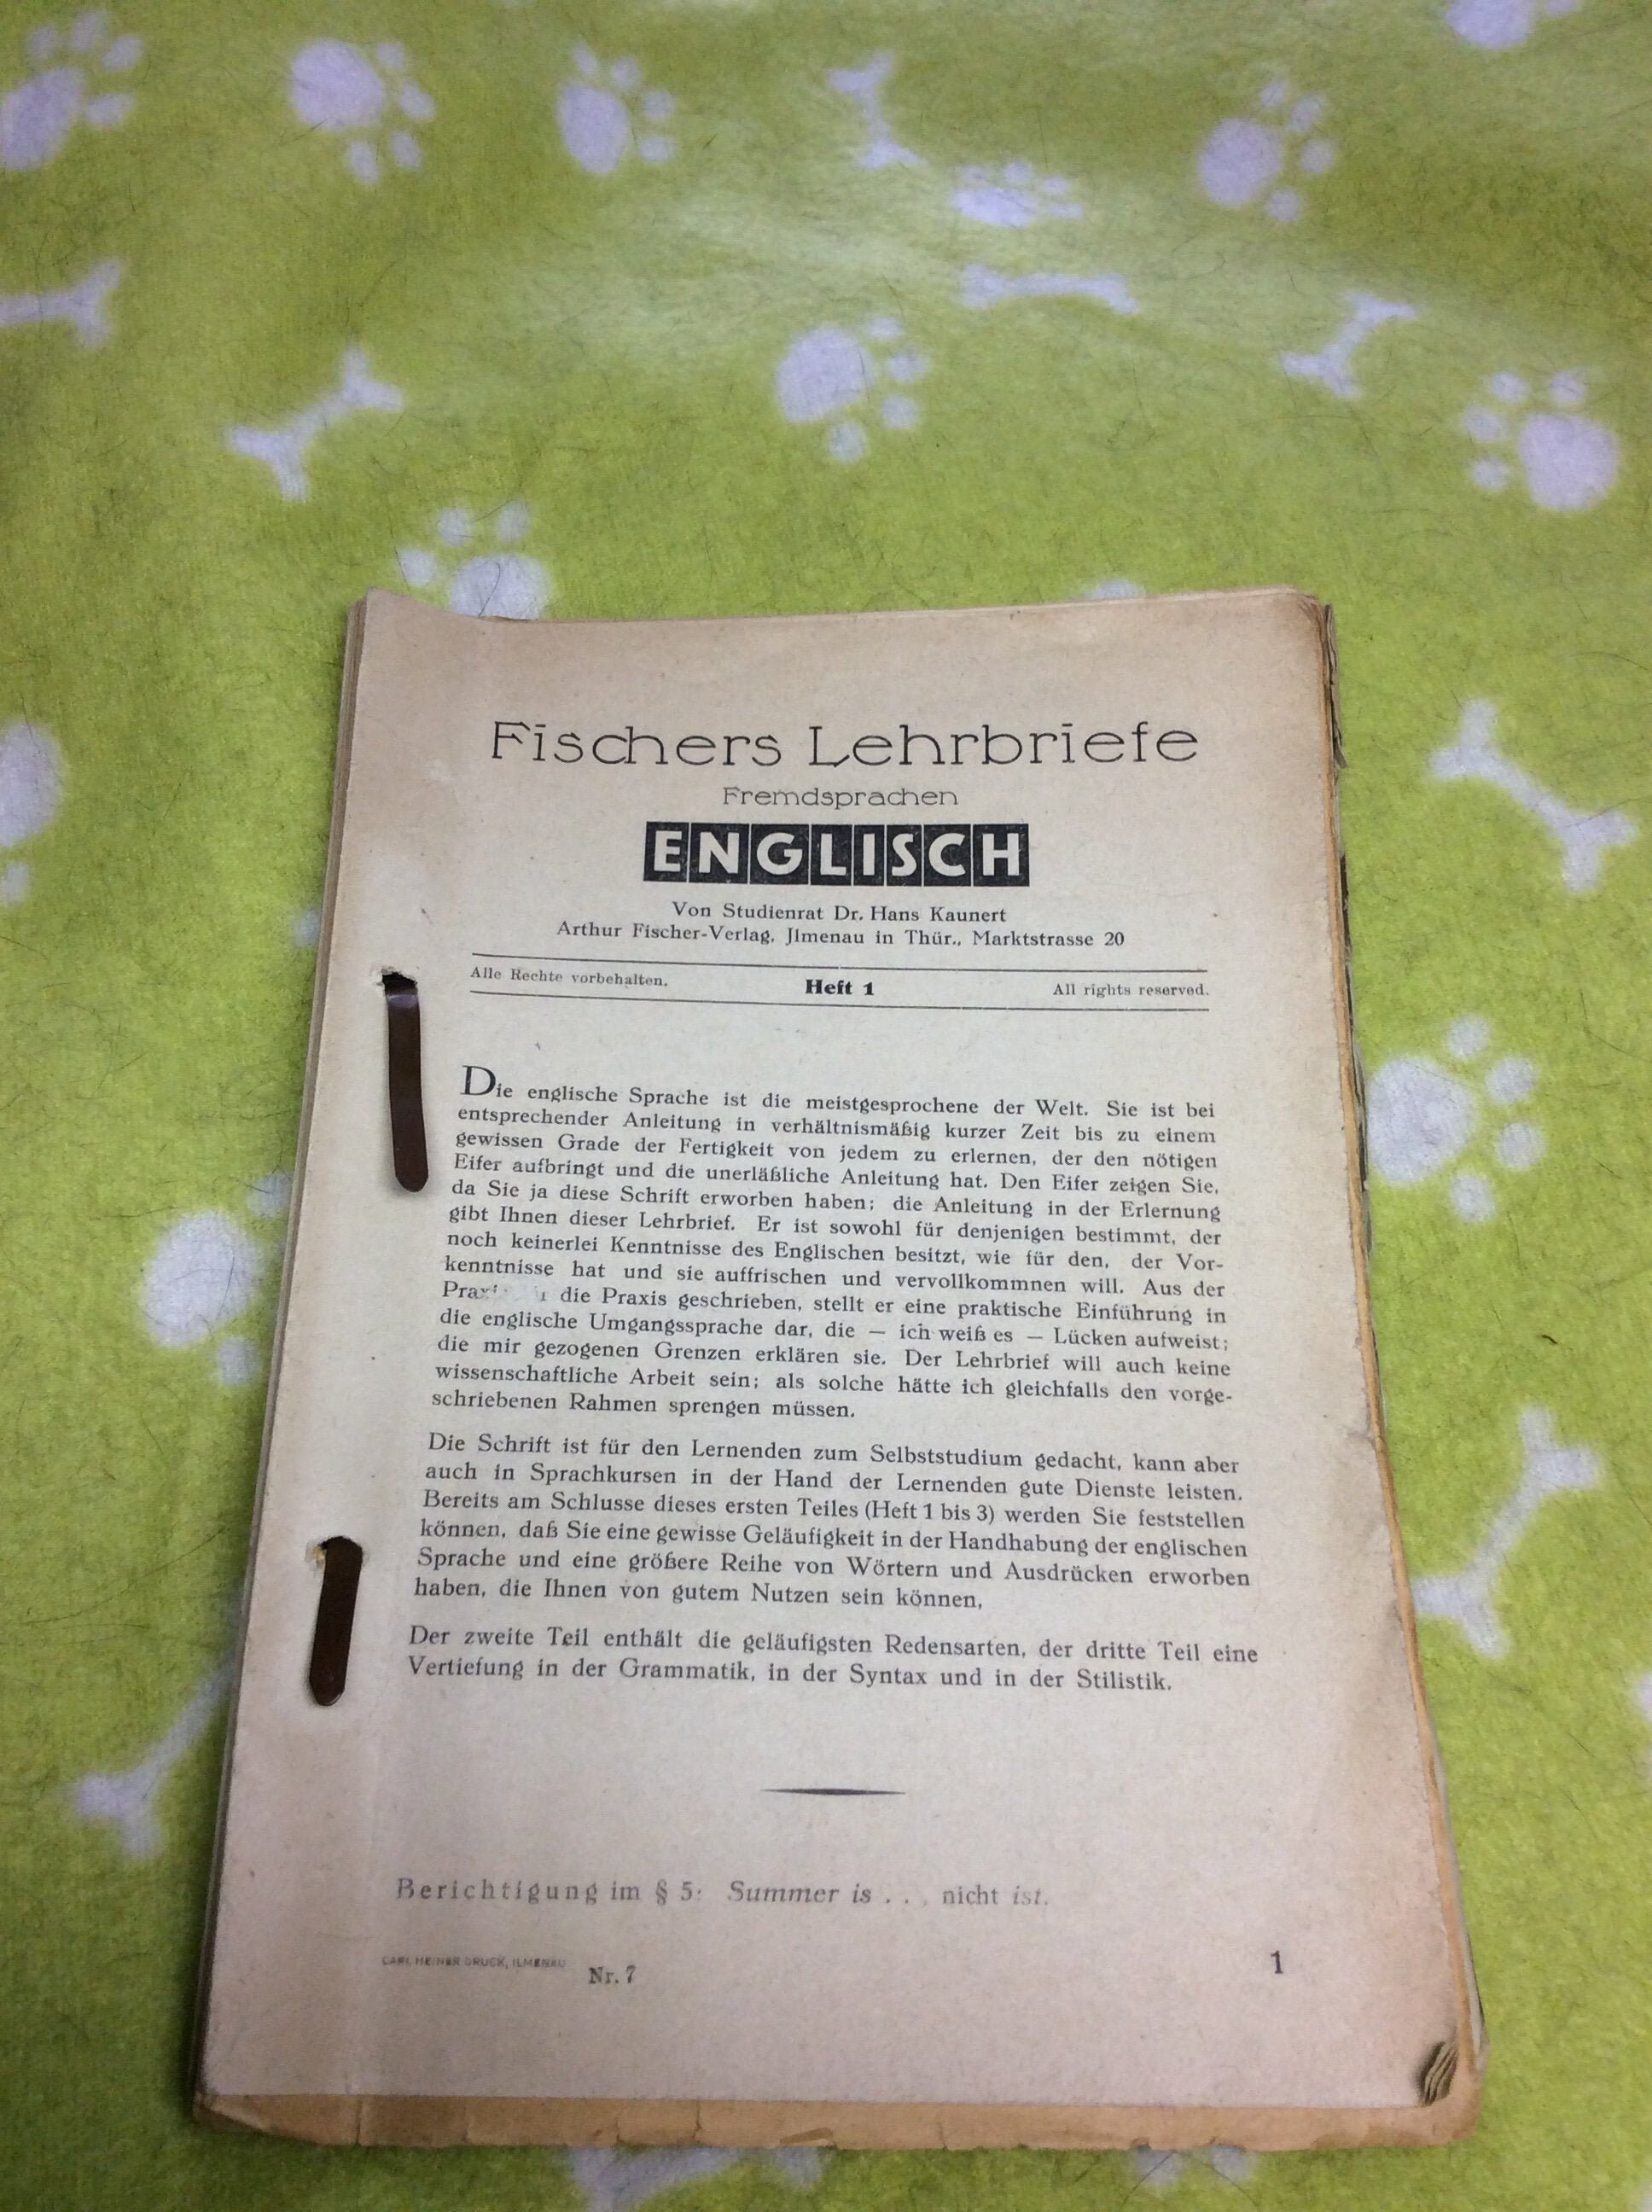 Fischers Lehrbriefe
Fremdsprachen
ENGLISCH
Von Studienrat Dr. Hans Kaunert
Arthur Fischer-Verlag, Jlmenau in Thür., Marktstrasse 20
Alle Rechte vorbehalten. Heft 1 All rights reserved.
Die englische Sprache ist die meistgesprochene der Welt. Sie ist bei
entsprechender Anleitung in verhältnismäßig kurzer Zeit bis zu einem
gewissen Grade der Fertigkeit von jedem zu erlernen, der den nötigen
Eifer aufbringt und die unerläßliche Anleitung hat. Den Eifer zeigen Sie,
da Sie ja diese Schrift erworben haben; die Anleitung in der Erlernung
gibt Ihnen dieser Lehrbrief. Er ist sowohl für denjenigen bestimmt, der
noch keinerlei Kenntnisse des Englischen besitzt, wie für den, der Vor-
kenntnisse hat und sie auffrischen und vervollkommnen will. Aus der
die Praxis geschrieben, stellt er eine praktische Einführung in
die englische Umgangssprache dar, die — ich weiß es — Lücken aufweist;
die mir gezogenen Grenzen erklären sie. Der Lehrbrief will auch keine
wissenschaftliche Arbeit sein; als solche hätte ich gleichfalls den vorge-
schriebenen Rahmen sprengen müssen.
Die Schrift ist für den Lernenden zum Selbststudium gedacht, kann aber
auch in Sprachkursen in der Hand der Lernenden gute Dienste leisten.
Bereits am Schlusse dieses ersten Teiles (Heft 1 bis 3) werden Sie feststellen
können, daß Sie eine gewisse Geläufigkeit in der Handhabung der englischen
Sprache und eine größere Reihe von Wörtern und Ausdrücken erworben
haben, die Ihnen von gutem Nutzen sein können,
Der zweite Teil enthält die geläufigsten Redensarten, der dritte Teil eine
Vertiefung in der Grammatik, in der Syntax und in der Stilistik.
Berichtigung im § 5: Summer is . . . nicht ist.
CARL HEINER DRUCK, ILMENAU Nr. 7 1